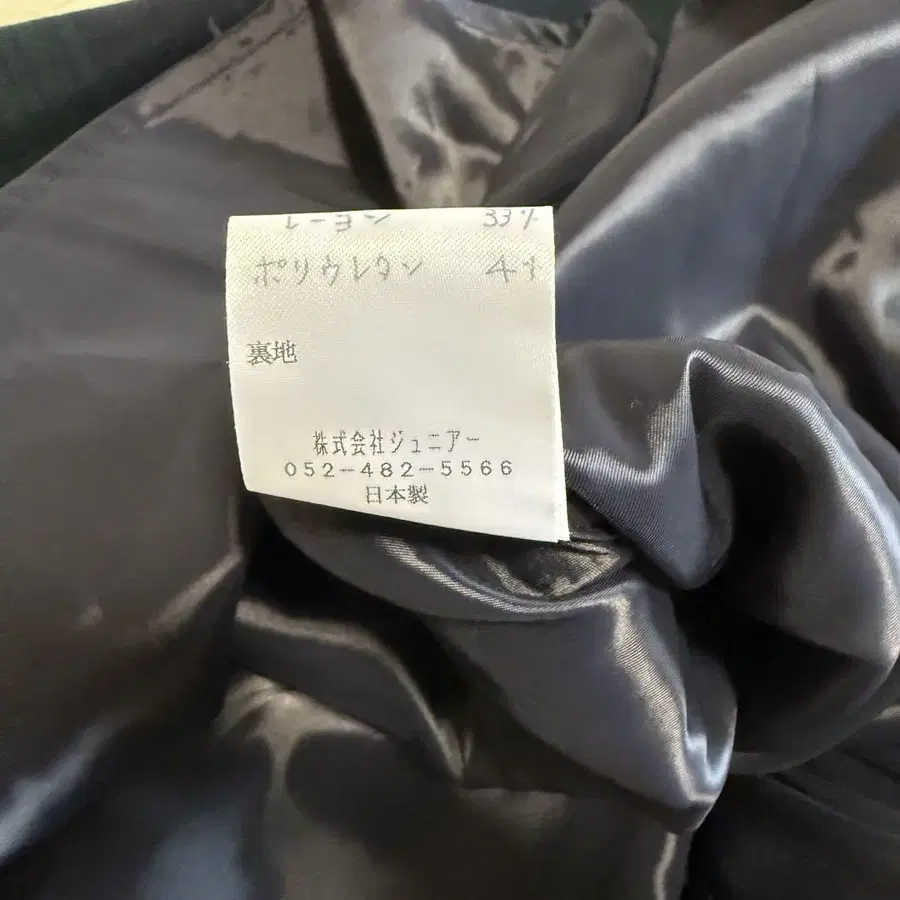 レーヨン 33%
ポリウレタン 4%
裏地
株式会社ジュニアー
052-482-5566
日本製